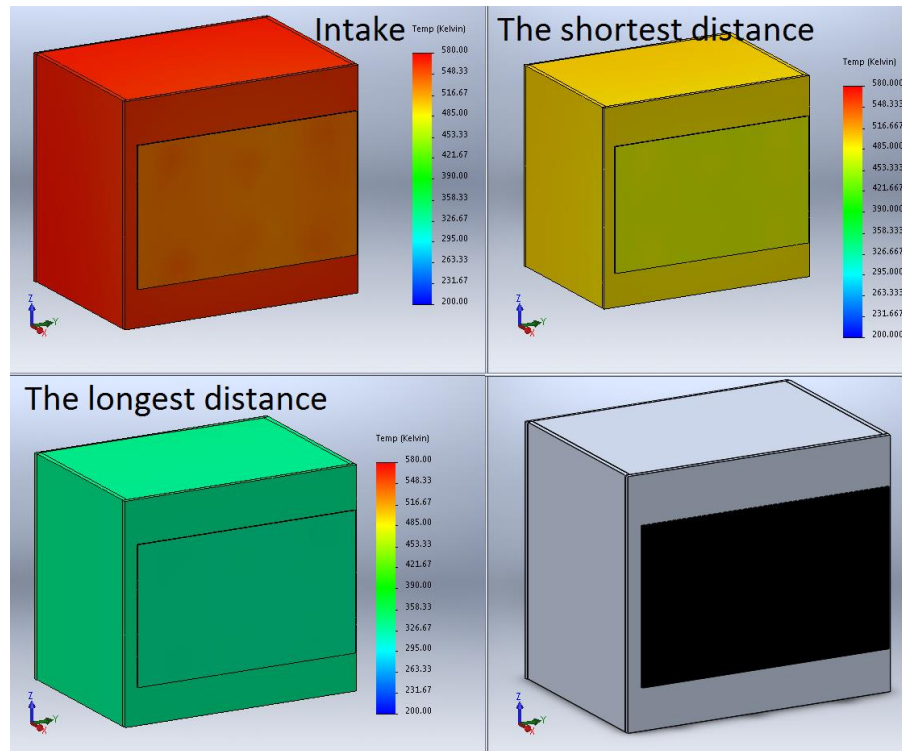 Intake
Temp (Kelvin)
580.00
548.33
516.67
485.00
453.33
421.67
390.00
358.33
326.67
295.00
263.33
231.67
200.00
Z
Y
X
The shortest distance
Temp (Kelvin)
580.000
548.333
516.667
485.000
453.333
421.667
390.000
358.333
326.667
295.000
263.333
231.667
200.000
Z
Y
X
The longest distance
Temp (Kelvin)
580.00
548.33
516.67
485.00
453.33
421.67
390.00
358.33
326.67
295.00
263.33
231.67
200.00
Z
Y
X
Z
Y
X